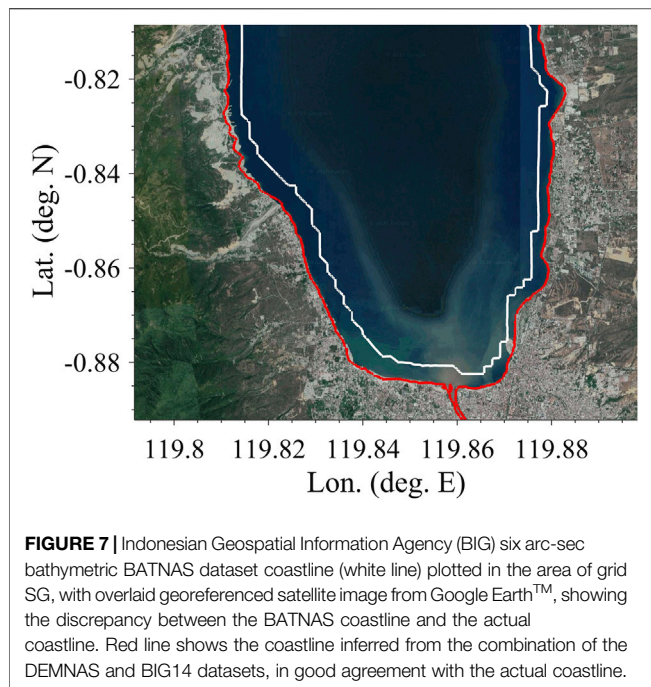 -0.82
-0.84
-0.86
-0.88
Lat. (deg. N)
119.8 119.82 119.84 119.86 119.88
Lon. (deg. E)
FIGURE 7 | Indonesian Geospatial Information Agency (BIG) six arc-sec
bathymetric BATNAS dataset coastline (white line) plotted in the area of grid
SG, with overlaid georeferenced satellite image from Google Earth™, showing
the discrepancy between the BATNAS coastline and the actual
coastline. Red line shows the coastline inferred from the combination of the
DEMNAS and BIG14 datasets, in good agreement with the actual coastline.